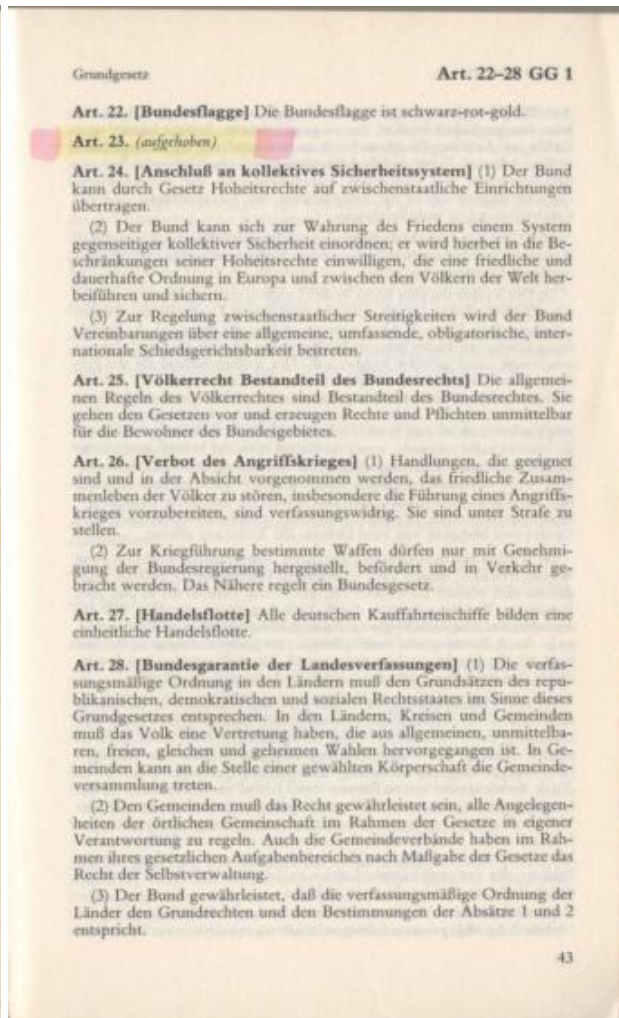 Grundgesetz
Art. 22–28 GG 1
Art. 22. [Bundesflagge] Die Bundesflagge ist schwarz-rot-gold.
Art. 23. (aufgehoben)
Art. 24. [Anschluß an kollektives Sicherheitssystem] (1) Der Bund
kann durch Gesetz Hoheitsrechte auf zwischenstaatliche Einrichtungen
übertragen.
(2) Der Bund kann sich zur Wahrung des Friedens einem System
gegenseitiger kollektiver Sicherheit einordnen; er wird hierbei in die Be-
schränkungen seiner Hoheitsrechte einwilligen, die eine friedliche und
dauerhafte Ordnung in Europa und zwischen den Völkern der Welt her-
beiführen und sichern.
(3) Zur Regelung zwischenstaatlicher Streitigkeiten wird der Bund
Vereinbarungen über eine allgemeine, umfassende, obligatorische, inter-
nationale Schiedsgerichtsbarkeit beitreten.
Art. 25. [Völkerrecht Bestandteil des Bundesrechts] Die allgemei-
nen Regeln des Völkerrechtes sind Bestandteil des Bundesrechtes. Sie
gehen den Gesetzen vor und erzeugen Rechte und Pflichten unmittelbar
für die Bewohner des Bundesgebietes.
Art. 26. [Verbot des Angriffskrieges] (1) Handlungen, die geeignet
sind und in der Absicht vorgenommen werden, das friedliche Zusam-
menleben der Völker zu stören, insbesondere die Führung eines Angriffs-
krieges vorzubereiten, sind verfassungswidrig. Sie sind unter Strafe zu
stellen.
(2) Zur Kriegführung bestimmte Waffen dürfen nur mit Genehmi-
gung der Bundesregierung hergestellt, befördert und in Verkehr ge-
bracht werden. Das Nähere regelt ein Bundesgesetz.
Art. 27. [Handelsflotte] Alle deutschen Kauffahrteischiffe bilden eine
einheitliche Handelsflotte.
Art. 28. [Bundesgarantie der Landesverfassungen] (1) Die verfas-
sungsmäßige Ordnung in den Ländern muß den Grundsätzen des repu-
blikanischen, demokratischen und sozialen Rechtsstaates im Sinne dieses
Grundgesetzes entsprechen. In den Ländern, Kreisen und Gemeinden
muß das Volk eine Vertretung haben, die aus allgemeinen, unmittelba-
ren, freien, gleichen und geheimen Wahlen hervorgegangen ist. In Ge-
meinden kann an die Stelle einer gewählten Körperschaft die Gemeinde-
versammlung treten.
(2) Den Gemeinden muß das Recht gewährleistet sein, alle Angelegen-
heiten der örtlichen Gemeinschaft im Rahmen der Gesetze in eigener
Verantwortung zu regeln. Auch die Gemeindeverbände haben im Rah-
men ihres gesetzlichen Aufgabenbereiches nach Maßgabe der Gesetze das
Recht der Selbstverwaltung.
(3) Der Bund gewährleistet, daß die verfassungsmäßige Ordnung der
Länder den Grundrechten und den Bestimmungen der Absätze 1 und 2
entspricht.
43